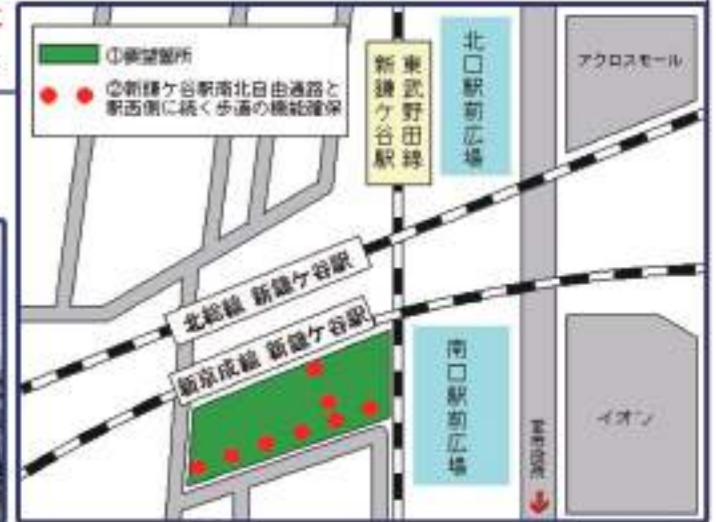 ①要望箇所
②新鎌ケ谷駅南北自由通路と
駅西側に続く歩道の機能確保
東武野田線
新鎌ケ谷駅
北口駅前広場
アクロスモール
北総線 新鎌ケ谷駅
新京成線 新鎌ケ谷駅
南口駅前広場
イオン